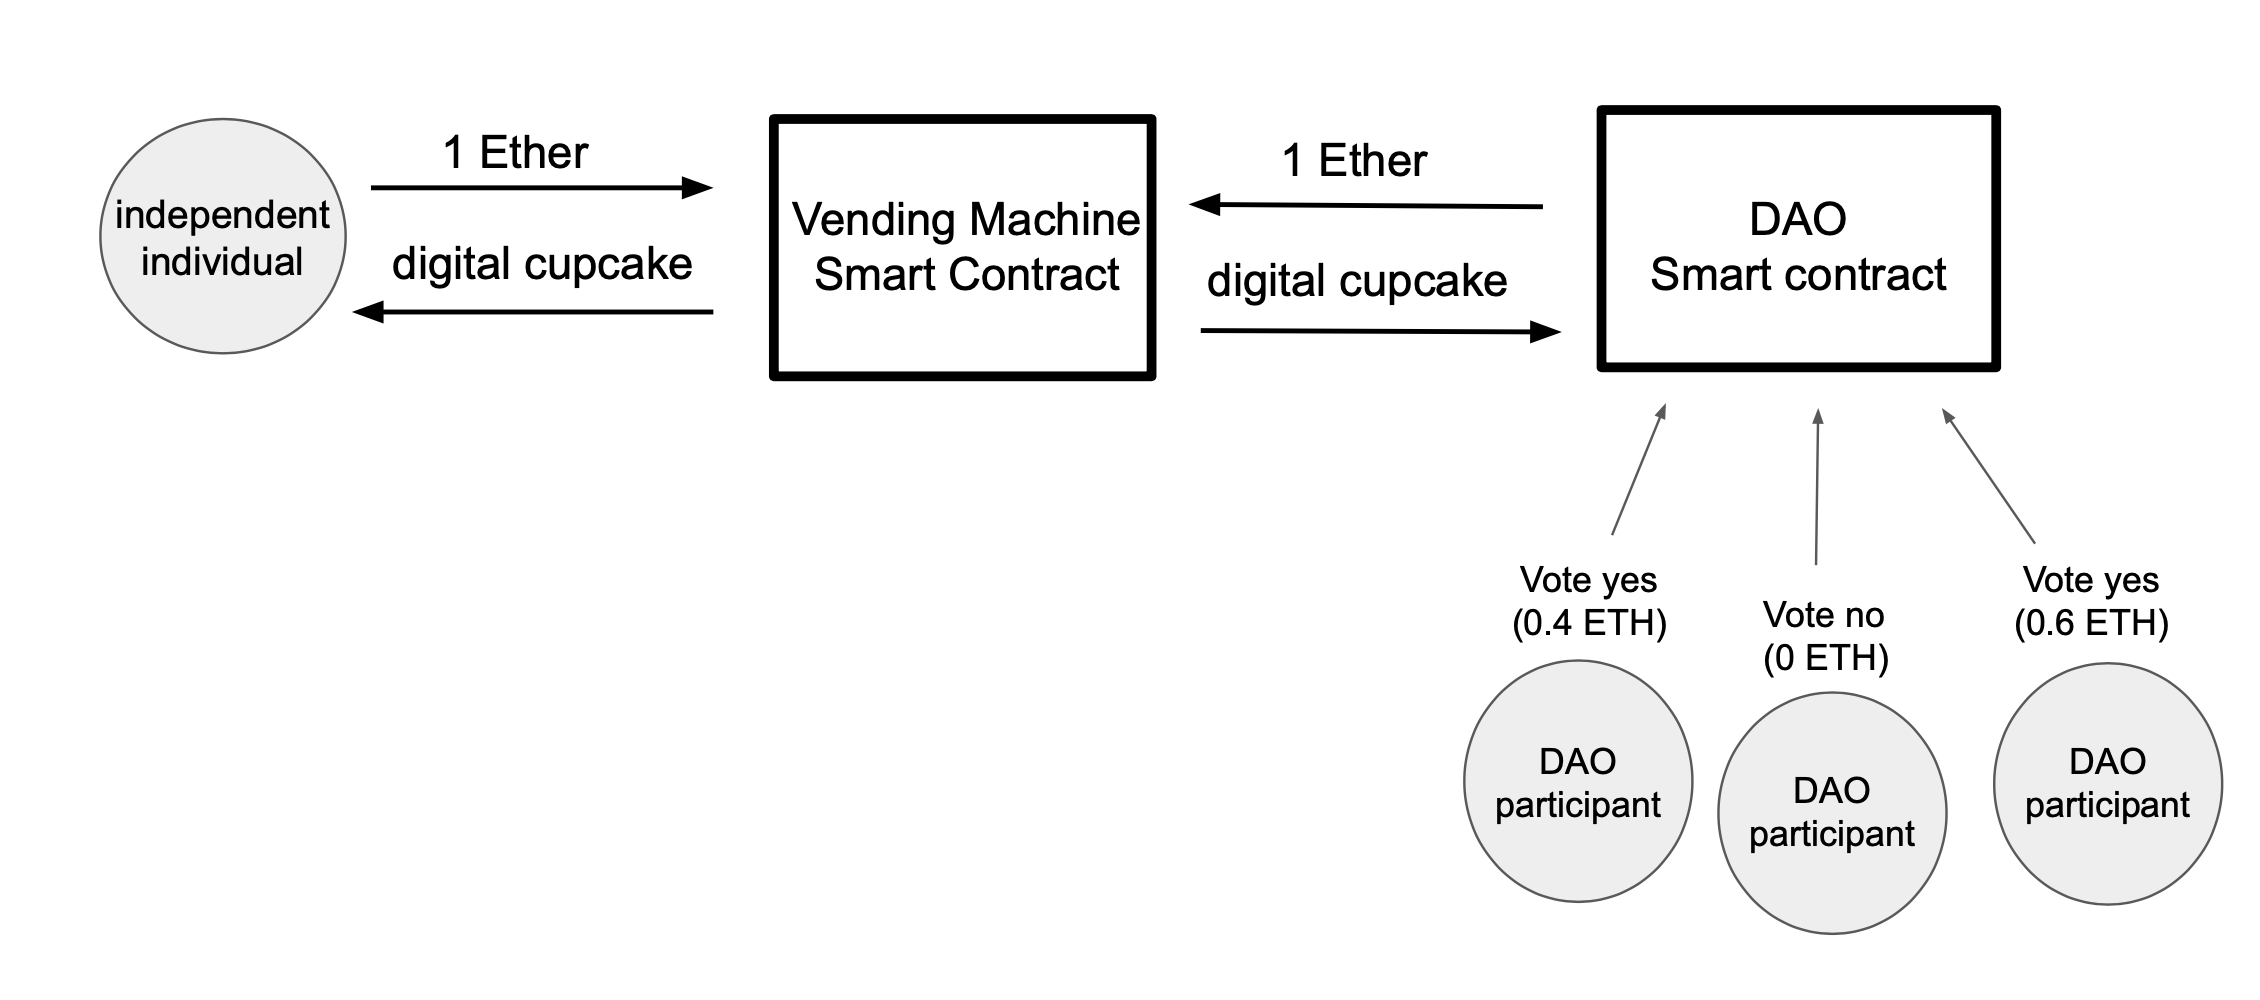 1 Ether
independent
individual
digital cupcake
Vending Machine
Smart Contract
1 Ether
digital cupcake
DAO
Smart contract
Vote yes
(0.4 ETH)
Vote no
(0 ETH)
Vote yes
(0.6 ETH)
DAO
participant
DAO
participant
DAO
participant